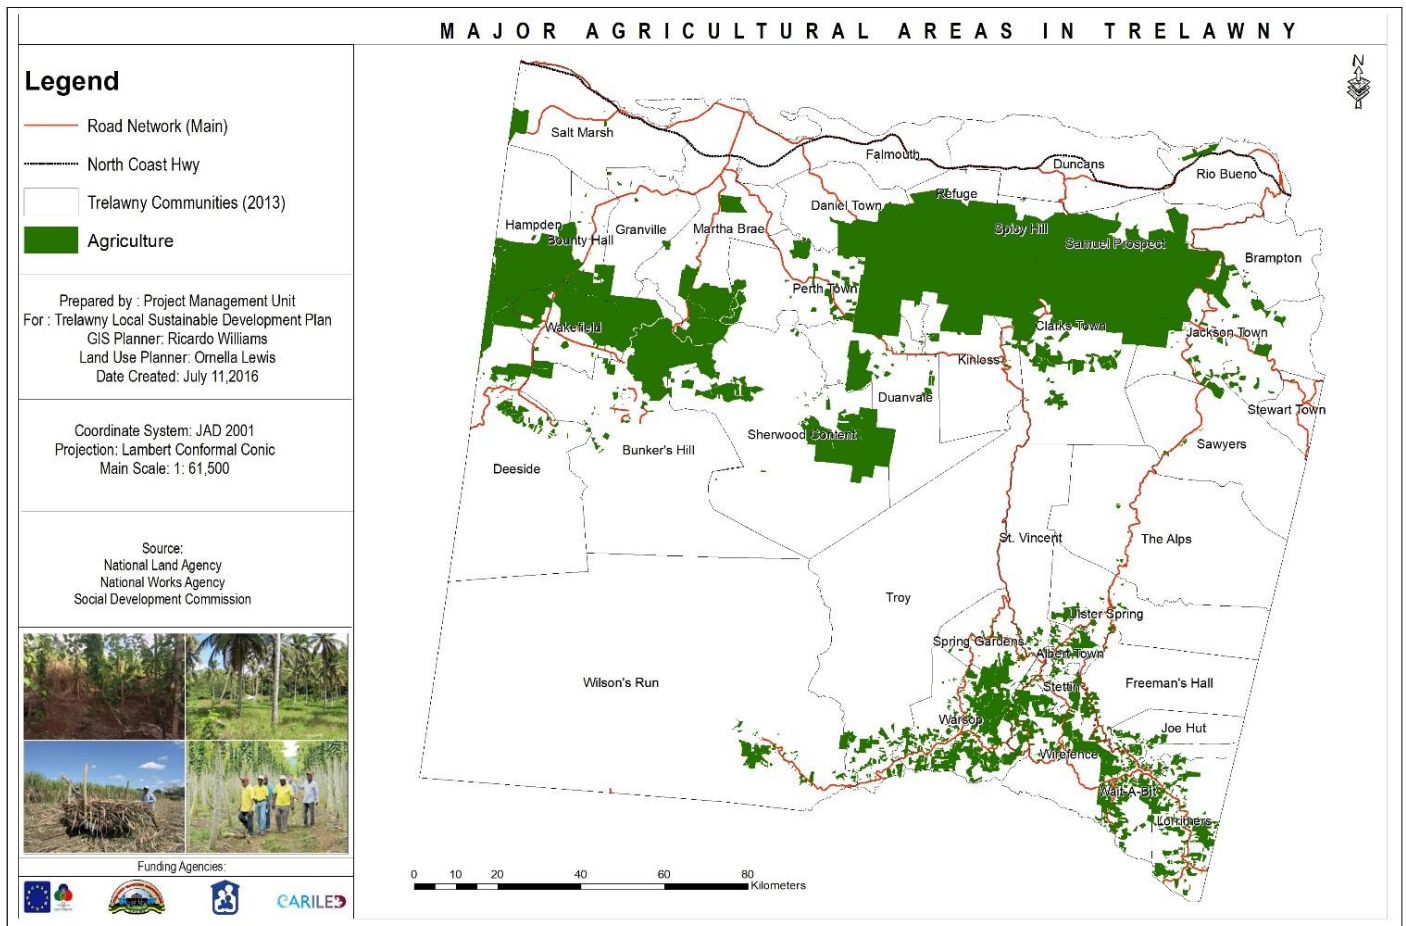 MAJOR AGRICULTURAL AREAS IN TRELAWNY
Legend
Road Network (Main)
North Coast Hwy
Trelawny Communities (2013)
Agriculture
Prepared by : Project Management Unit
For : Trelawny Local Sustainable Development Plan
GIS Planner: Ricardo Williams
Land Use Planner: Ornella Lewis
Date Created: July 11,2016
Coordinate System: JAD 2001
Projection: Lambert Conformal Conic
Main Scale: 1: 61,500
Source:
National Land Agency
National Works Agency
Social Development Commission
Funding Agencies:
CARILED
N
Salt Marsh
Falmouth
Duncans
Rio Bueno
Refuge
Daniel Town
Hampden
Bounty Hall
Granville
Martha Brae
Spicy Hill
Samuel Prospect
Brampton
Perth Town
Wakefield
Clarks Town
Jackson Town
Kinloss
Duanvale
Stewart Town
Sherwood Content
Sawyers
Bunker's Hill
Deeside
St. Vincent
The Alps
Troy
Ulster Spring
Spring Gardens
Albert Town
Wilson's Run
Stettin
Freeman's Hall
Warsop
Joe Hut
Wirefence
Wait-A-Bit
Lorrimers
0 10 20 40 60 80
Kilometers